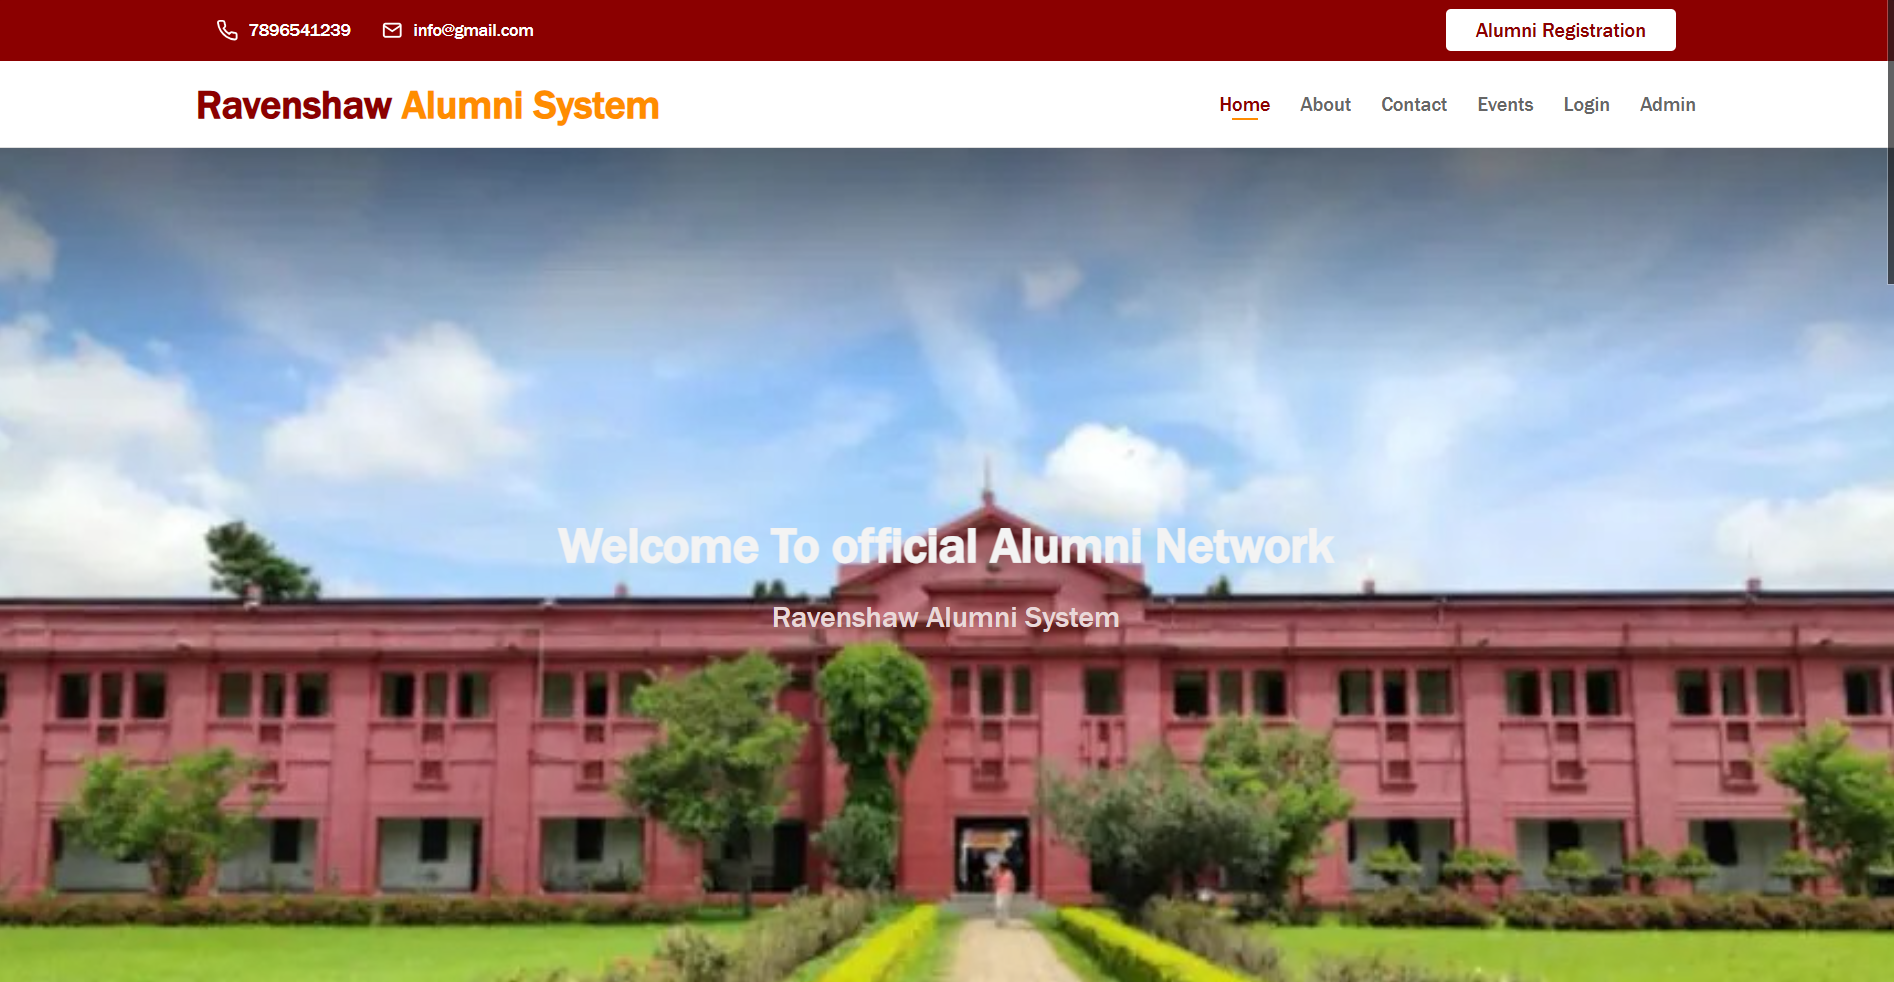 7896541239 info@gmail.com Alumni Registration
Ravenshaw Alumni System Home About Contact Events Login Admin
Welcome To official Alumni Network
Ravenshaw Alumni System